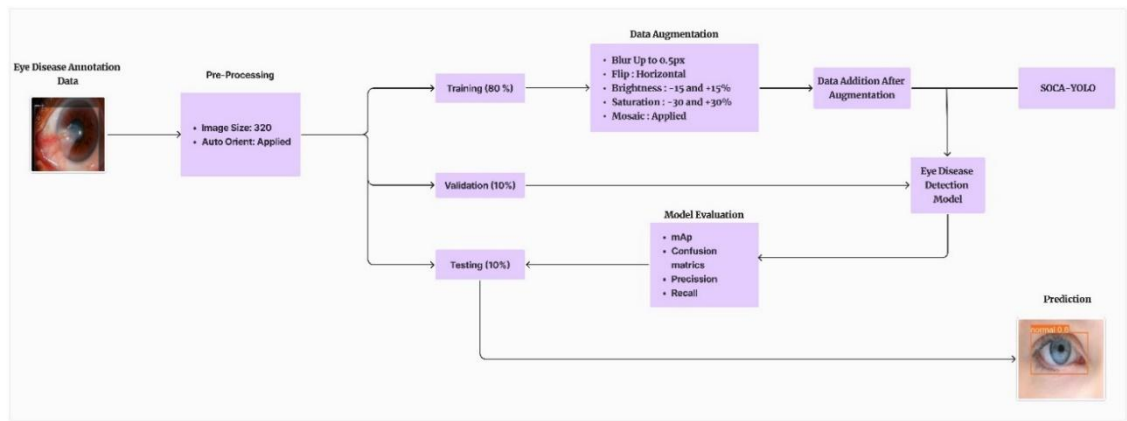 Eye Disease Annotation
Data
Pre-Processing
• Image Size: 320
• Auto Orient: Applied
Training (80 %)
Validation (10%)
Testing (10%)
Data Augmentation
• Blur Up to 0.5px
• Flip : Horizontal
• Brightness : -15 and +15%
• Saturation : -30 and +30%
• Mosaic : Applied
Data Addition After
Augmentation
SOCA-YOLO
Eye Disease
Detection
Model
Model Evaluation
• mAp
• Confusion
matrics
• Precission
• Recall
Prediction
normal